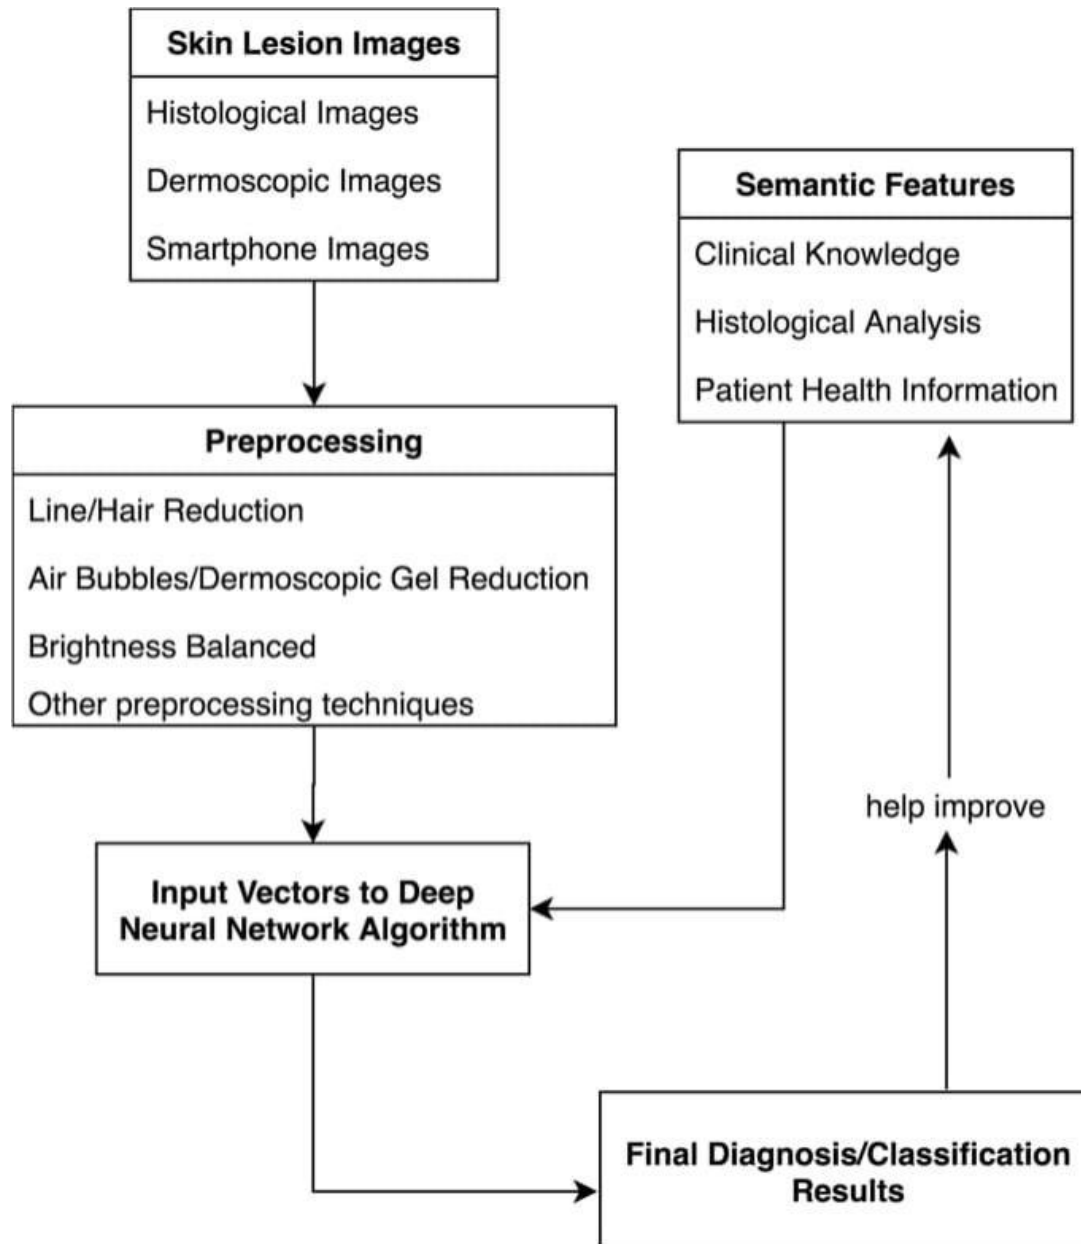 Skin Lesion Images
Histological Images
Dermoscopic Images
Smartphone Images
Semantic Features
Clinical Knowledge
Histological Analysis
Patient Health Information
Preprocessing
Line/Hair Reduction
Air Bubbles/Dermoscopic Gel Reduction
Brightness Balanced
Other preprocessing techniques
help improve
Input Vectors to Deep
Neural Network Algorithm
Final Diagnosis/Classification
Results